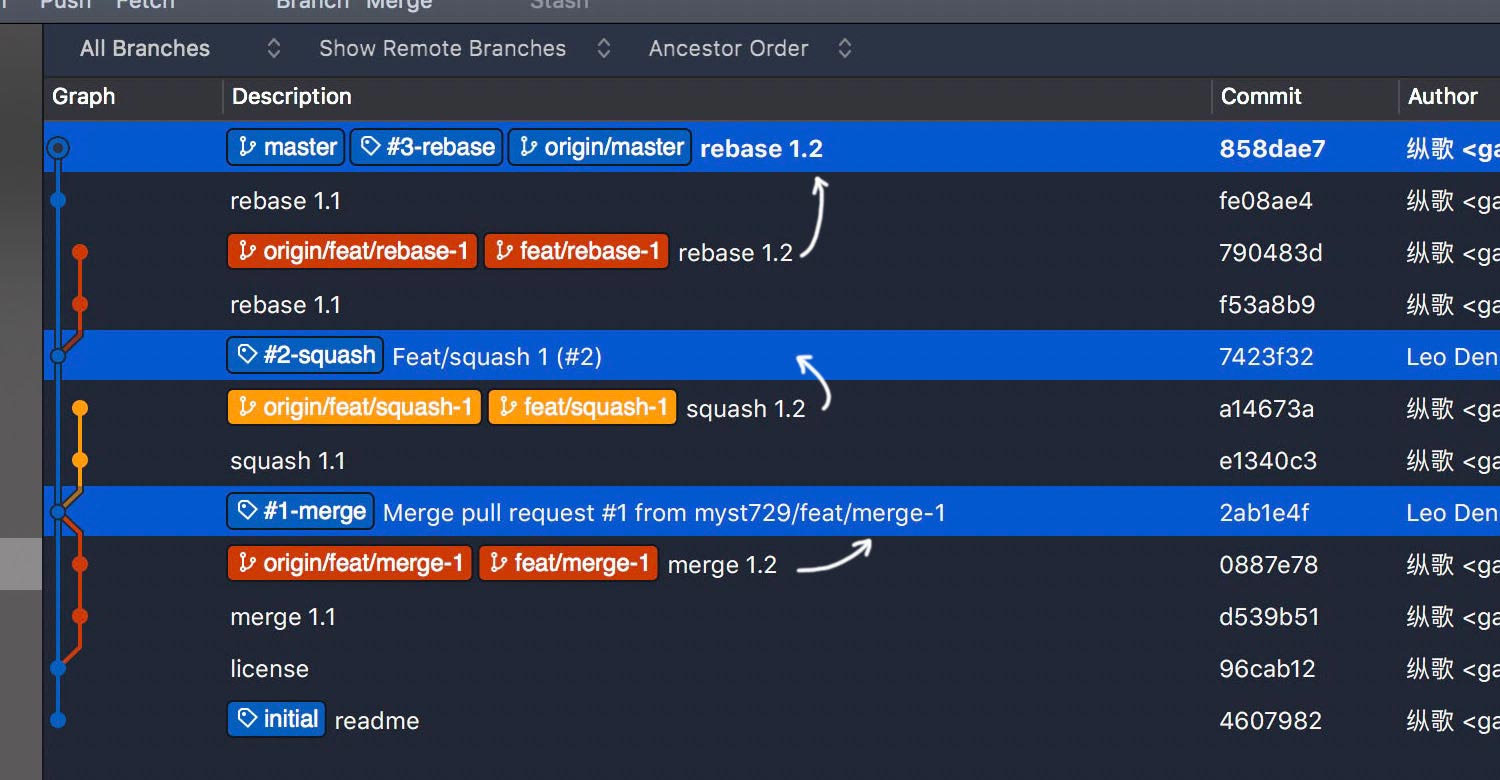 Push Fetch Branch Merge Stash
All Branches Show Remote Branches Ancestor Order
Graph Description Commit Author
master #3-rebase origin/master rebase 1.2 858dae7 纵歌 <ga
rebase 1.1 fe08ae4 纵歌 <ga
origin/feat/rebase-1 feat/rebase-1 rebase 1.2 790483d 纵歌 <ga
rebase 1.1 f53a8b9 纵歌 <ga
#2-squash Feat/squash 1 (#2) 7423f32 Leo Den
origin/feat/squash-1 feat/squash-1 squash 1.2 a14673a 纵歌 <ga
squash 1.1 e1340c3 纵歌 <ga
#1-merge Merge pull request #1 from myst729/feat/merge-1 2ab1e4f Leo Den
origin/feat/merge-1 feat/merge-1 merge 1.2 0887e78 纵歌 <ga
merge 1.1 d539b51 纵歌 <ga
license 96cab12 纵歌 <ga
initial readme 4607982 纵歌 <ga